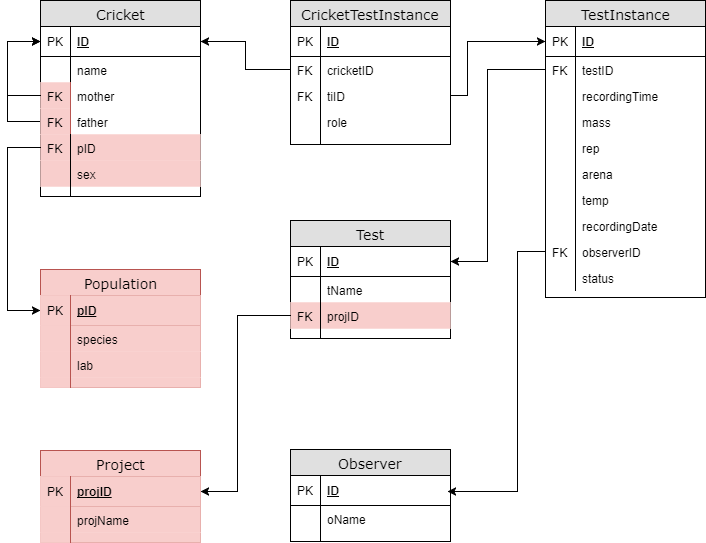 Cricket
PK ID
name
FK mother
FK father
FK pID
sex
CricketTestInstance
PK ID
FK cricketID
FK tiID
role
TestInstance
PK ID
FK testID
recordingTime
mass
rep
arena
temp
recordingDate
FK observerID
status
Test
PK ID
tName
FK projID
Population
PK pID
species
lab
Project
PK projID
projName
Observer
PK ID
oName